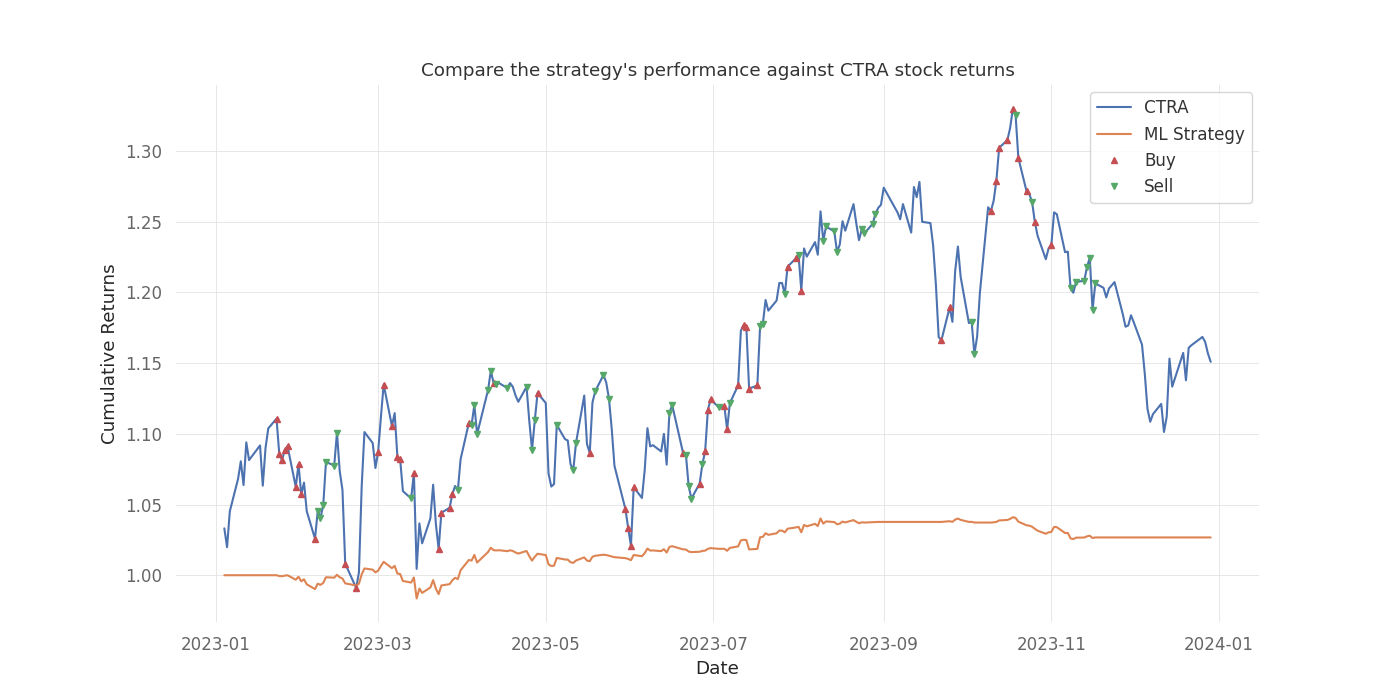 Compare the strategy's performance against CTRA stock returns
CTRA
ML Strategy
Buy
Sell
Cumulative Returns
1.30
1.25
1.20
1.15
1.10
1.05
1.00
2023-01
2023-03
2023-05
2023-07
2023-09
2023-11
2024-01
Date